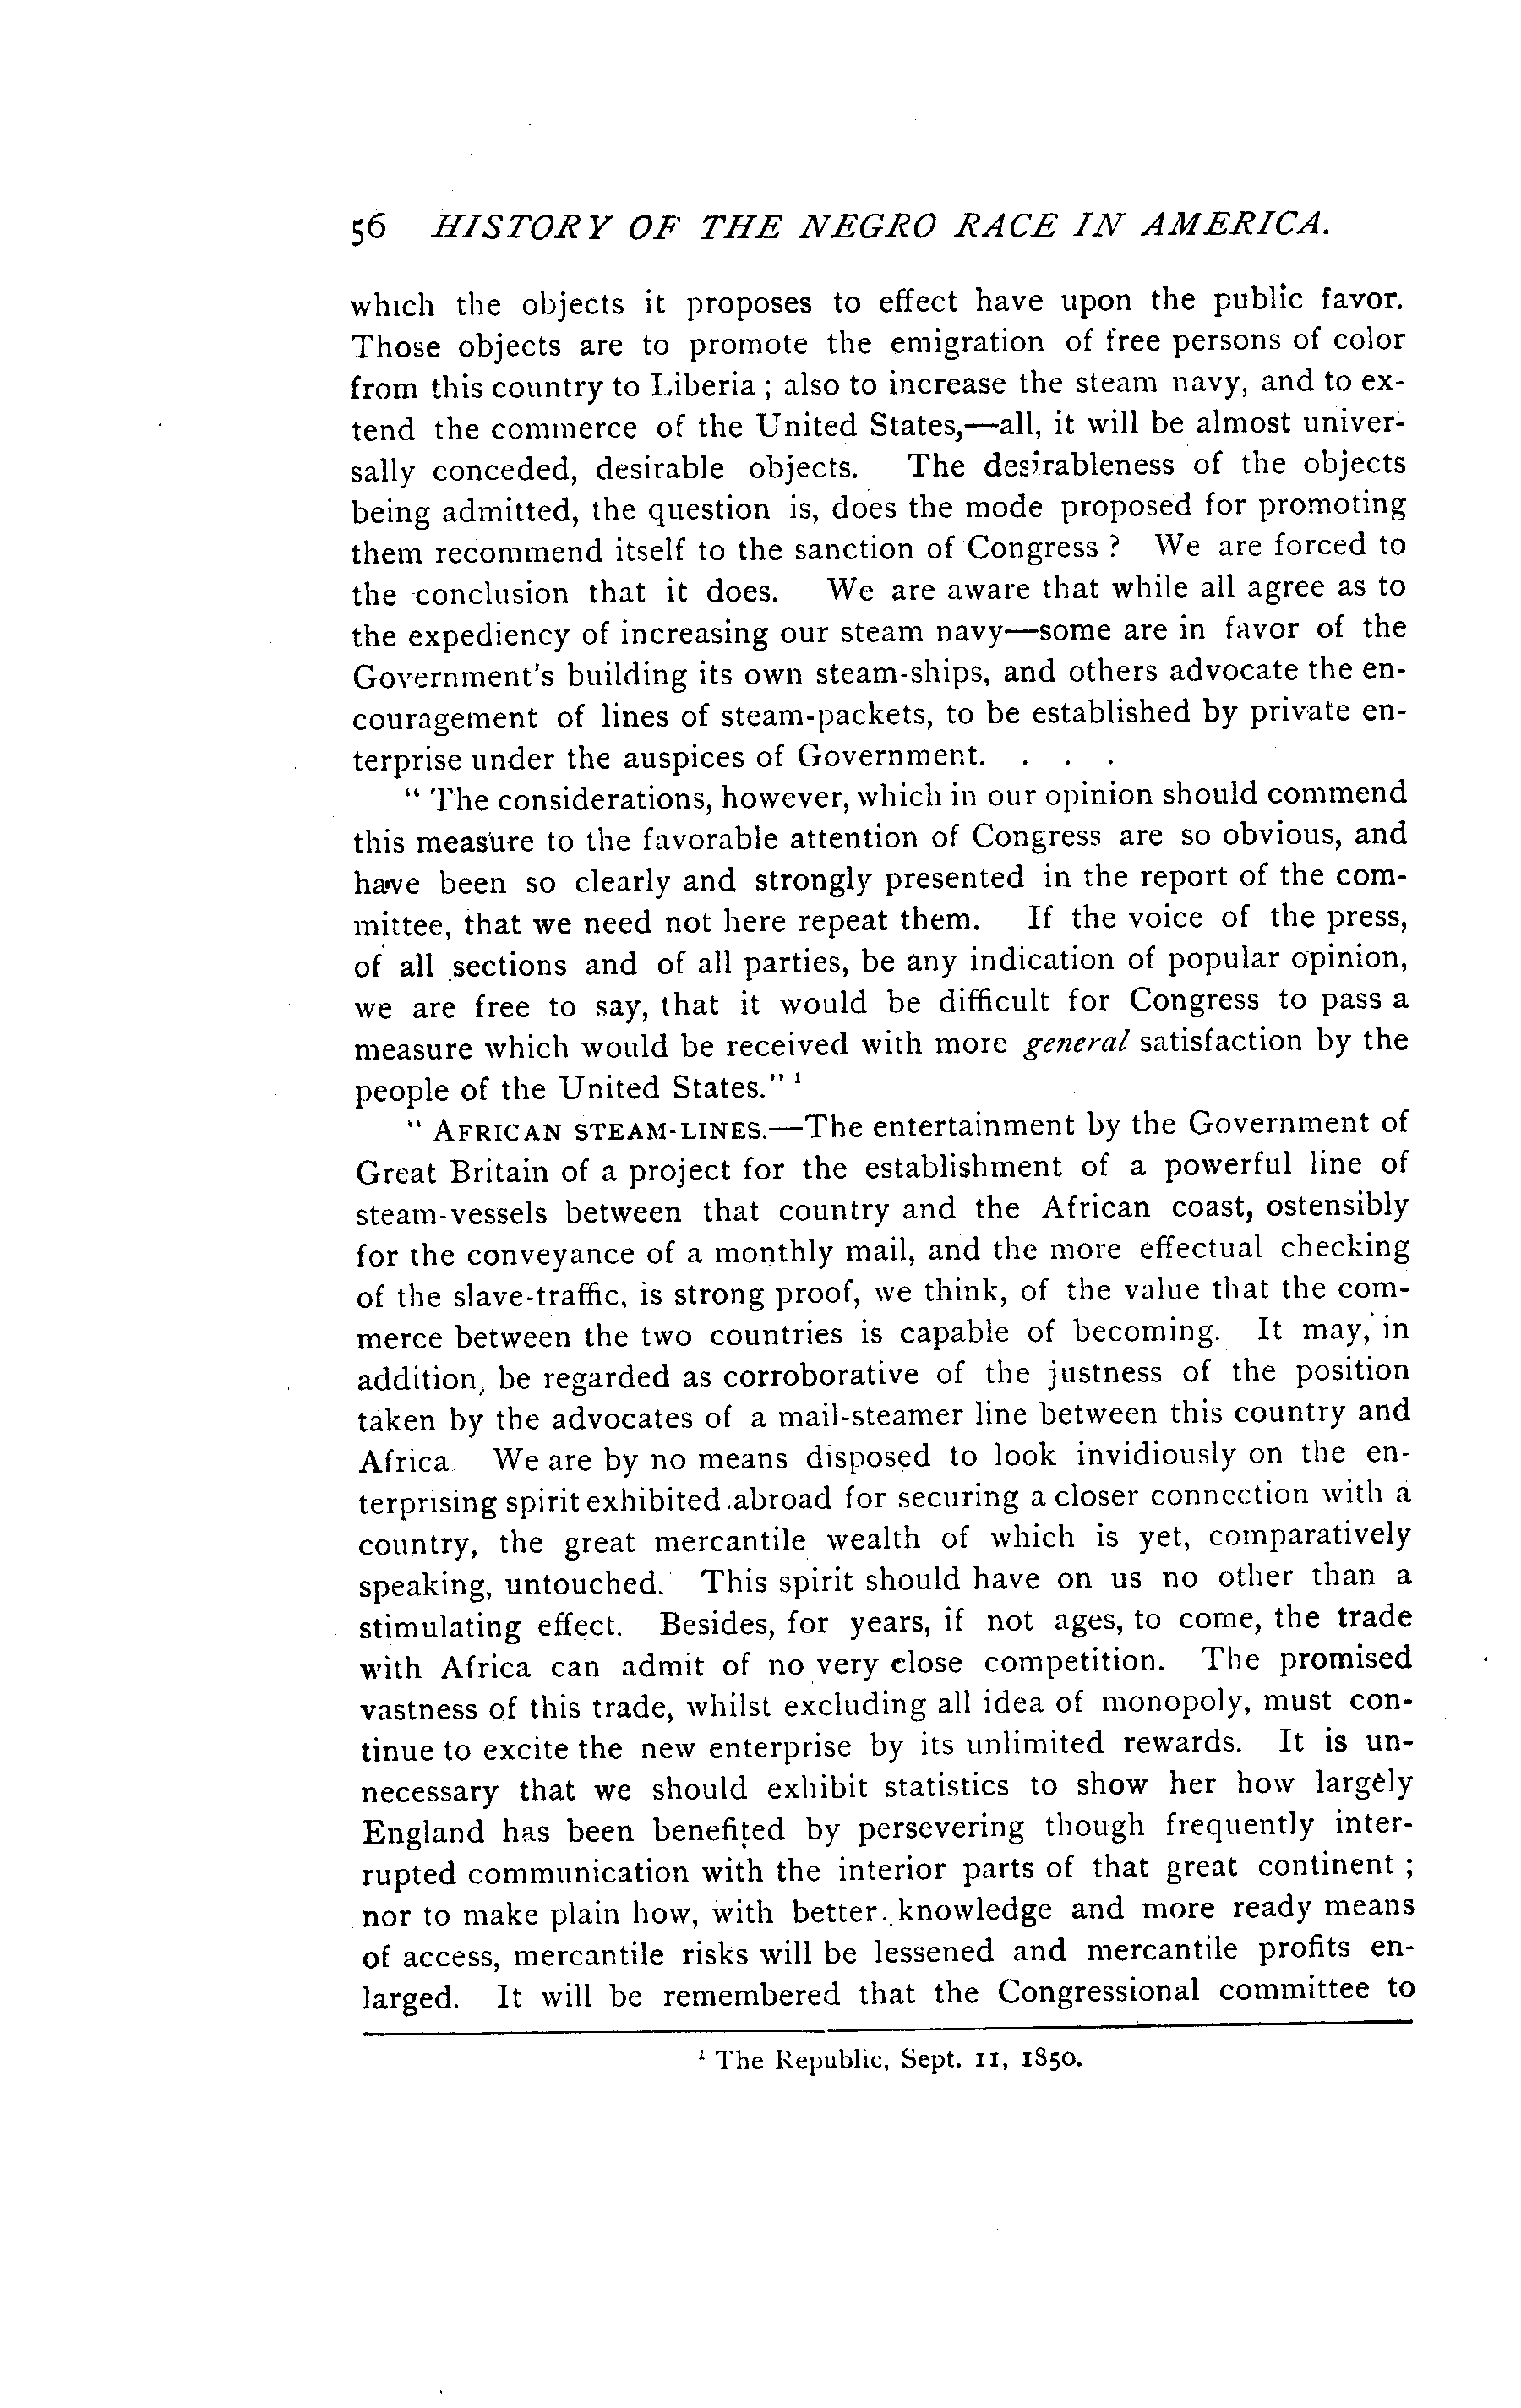 56 HISTORY OF THE NEGRO RACE IN AMERICA.
which the objects it proposes to effect have upon the public favor.
Those objects are to promote the emigration of free persons of color
from this country to Liberia ; also to increase the steam navy, and to ex-
tend the commerce of the United States,—all, it will be almost univer-
sally conceded, desirable objects. The desirableness of the objects
being admitted, the question is, does the mode proposed for promoting
them recommend itself to the sanction of Congress ? We are forced to
the conclusion that it does. We are aware that while all agree as to
the expediency of increasing our steam navy—some are in favor of the
Government's building its own steam-ships, and others advocate the en-
couragement of lines of steam-packets, to be established by private en-
terprise under the auspices of Government. . . .
" The considerations, however, which in our opinion should commend
this measure to the favorable attention of Congress are so obvious, and
have been so clearly and strongly presented in the report of the com-
mittee, that we need not here repeat them. If the voice of the press,
of all sections and of all parties, be any indication of popular opinion,
we are free to say, that it would be difficult for Congress to pass a
measure which would be received with more general satisfaction by the
people of the United States." 1
" AFRICAN STEAM-LINES.—The entertainment by the Government of
Great Britain of a project for the establishment of a powerful line of
steam-vessels between that country and the African coast, ostensibly
for the conveyance of a monthly mail, and the more effectual checking
of the slave-traffic, is strong proof, we think, of the value that the com-
merce between the two countries is capable of becoming. It may, in
addition, be regarded as corroborative of the justness of the position
taken by the advocates of a mail-steamer line between this country and
Africa We are by no means disposed to look invidiously on the en-
terprising spirit exhibited abroad for securing a closer connection with a
country, the great mercantile wealth of which is yet, comparatively
speaking, untouched. This spirit should have on us no other than a
stimulating effect. Besides, for years, if not ages, to come, the trade
with Africa can admit of no very close competition. The promised
vastness of this trade, whilst excluding all idea of monopoly, must con-
tinue to excite the new enterprise by its unlimited rewards. It is un-
necessary that we should exhibit statistics to show her how largely
England has been benefited by persevering though frequently inter-
rupted communication with the interior parts of that great continent ;
nor to make plain how, with better knowledge and more ready means
of access, mercantile risks will be lessened and mercantile profits en-
larged. It will be remembered that the Congressional committee to
1 The Republic, Sept. 11, 1850.